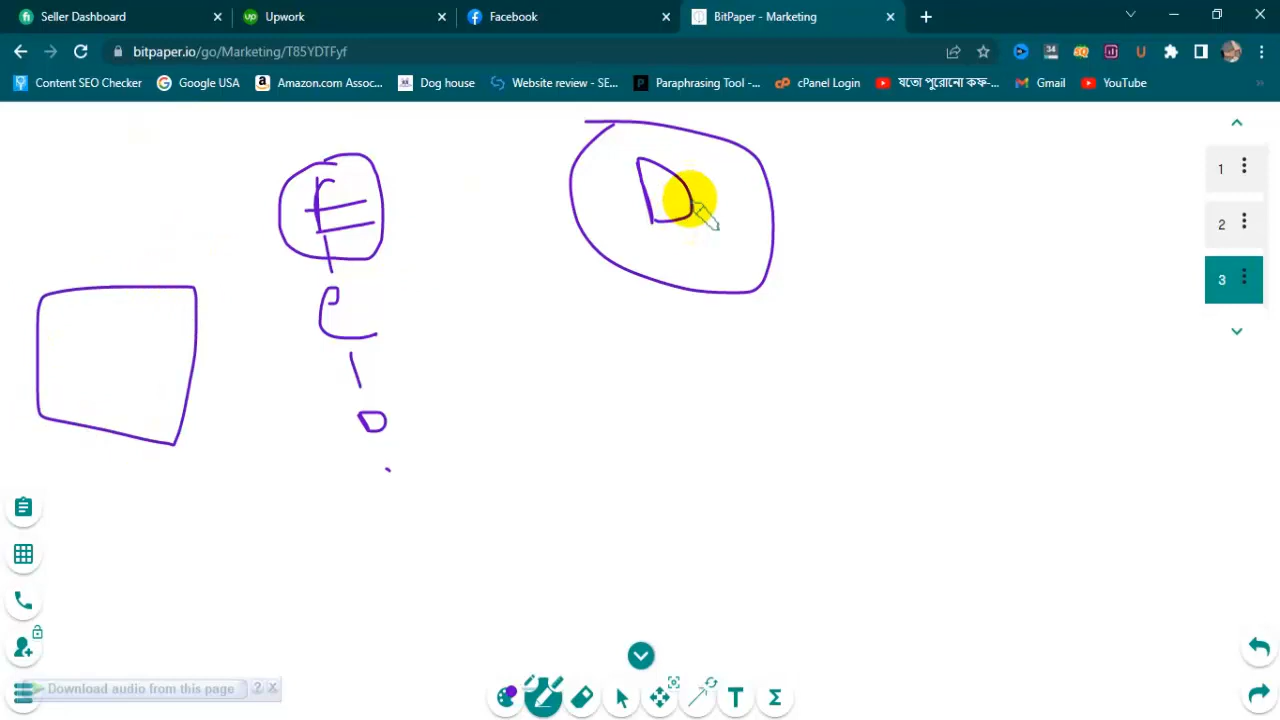 Seller Dashboard
Upwork
Facebook
BitPaper - Marketing
bitpaper.io/go/Marketing/T85YDTFyf
34
Content SEO Checker
Google USA
Amazon.com Assoc...
Dog house
Website review - SE...
Paraphrasing Tool -...
cPanel Login
যতো পুরোনো কফ-...
Gmail
YouTube
E
D
1
2
3
Download audio from this page
?
T
Σ